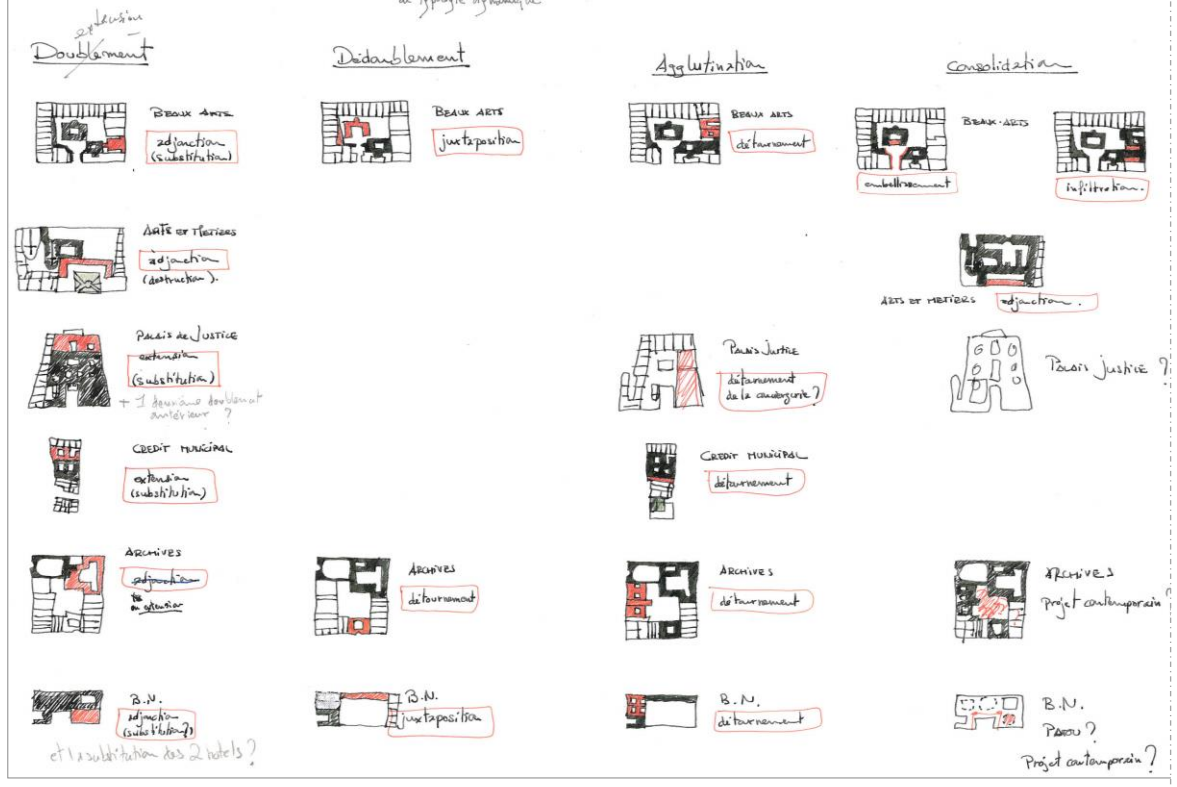 ou typologie dynamique
extension
Doublement
Dédoublement
Agglutination
Consolidation
BEAUX ARTS
adjonction
(substitution)
BEAUX ARTS
juxtaposition
BEAUX ARTS
détournement
BEAUX-ARTS
embellissement
infiltration.
ARTS ET METIERS
adjonction
(destruction).
ARTS ET METIERS
adjonction.
PALAIS de JUSTICE
extension
(substitution)
+ 1 deuxième doublement
antérieur ?
PALAIS Justice
détournement
de la conciergerie ?
PALAIS justice ?
CREDIT MUNICIPAL
extension
(substitution)
CREDIT MUNICIPAL
détournement
ARCHIVES
adjonction
ou extension
ARCHIVES
détournement
ARCHIVES
détournement
ARCHIVES
Projet contemporain ?
B.N.
adjonction
(substitution?)
et la substitution des 2 hotels ?
B.N.
juxtaposition
B.N.
détournement
B.N.
Projet contemporain ?